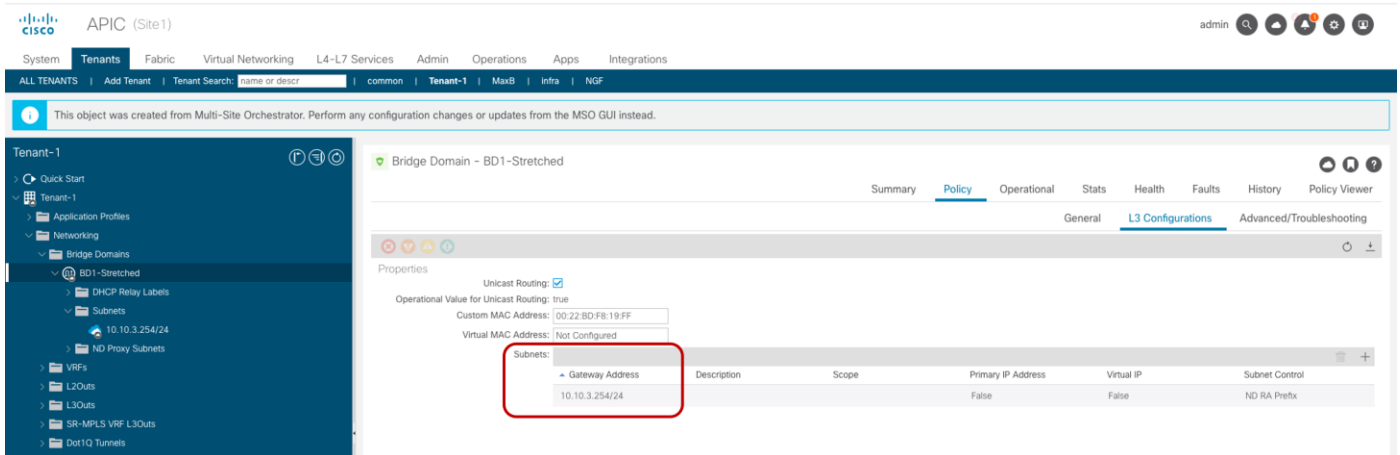 CISCO APIC (Site1) admin 1
System Tenants Fabric Virtual Networking L4-L7 Services Admin Operations Apps Integrations
ALL TENANTS | Add Tenant | Tenant Search: name or descr | common | Tenant-1 | MaxB | infra | NGF
i This object was created from Multi-Site Orchestrator. Perform any configuration changes or updates from the MSO GUI instead.
Tenant-1
Quick Start
Tenant-1
Application Profiles
Networking
Bridge Domains
BD1-Stretched
DHCP Relay Labels
Subnets
10.10.3.254/24
ND Proxy Subnets
VRFs
L2Outs
L3Outs
SR-MPLS VRF L3Outs
Dot1Q Tunnels
Bridge Domain - BD1-Stretched
Summary Policy Operational Stats Health Faults History Policy Viewer
General L3 Configurations Advanced/Troubleshooting
Properties
Unicast Routing:
Operational Value for Unicast Routing: true
Custom MAC Address: 00:22:BD:F8:19:FF
Virtual MAC Address: Not Configured
Subnets:
Gateway Address Description Scope Primary IP Address Virtual IP Subnet Control
10.10.3.254/24 False False ND RA Prefix